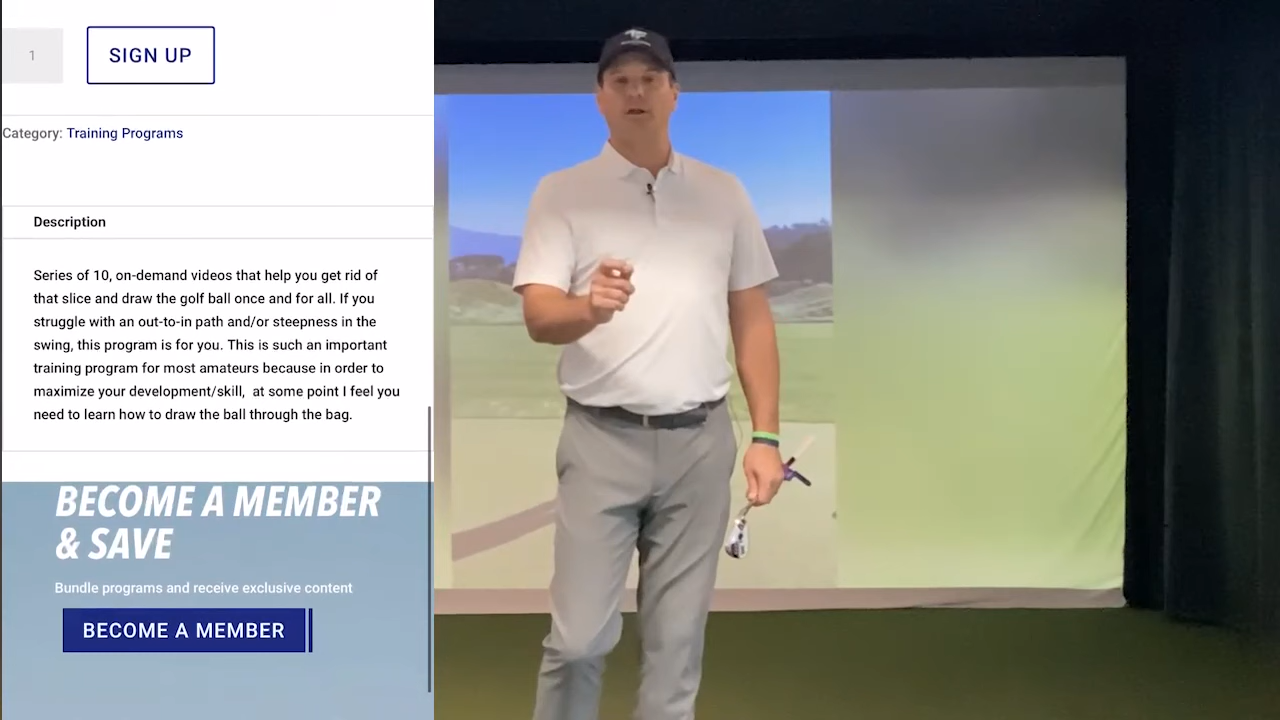 1
SIGN UP
Category: Training Programs
Description
Series of 10, on-demand videos that help you get rid of
that slice and draw the golf ball once and for all. If you
struggle with an out-to-in path and/or steepness in the
swing, this program is for you. This is such an important
training program for most amateurs because in order to
maximize your development/skill,  at some point I feel you
need to learn how to draw the ball through the bag.
BECOME A MEMBER
& SAVE
Bundle programs and receive exclusive content
BECOME A MEMBER